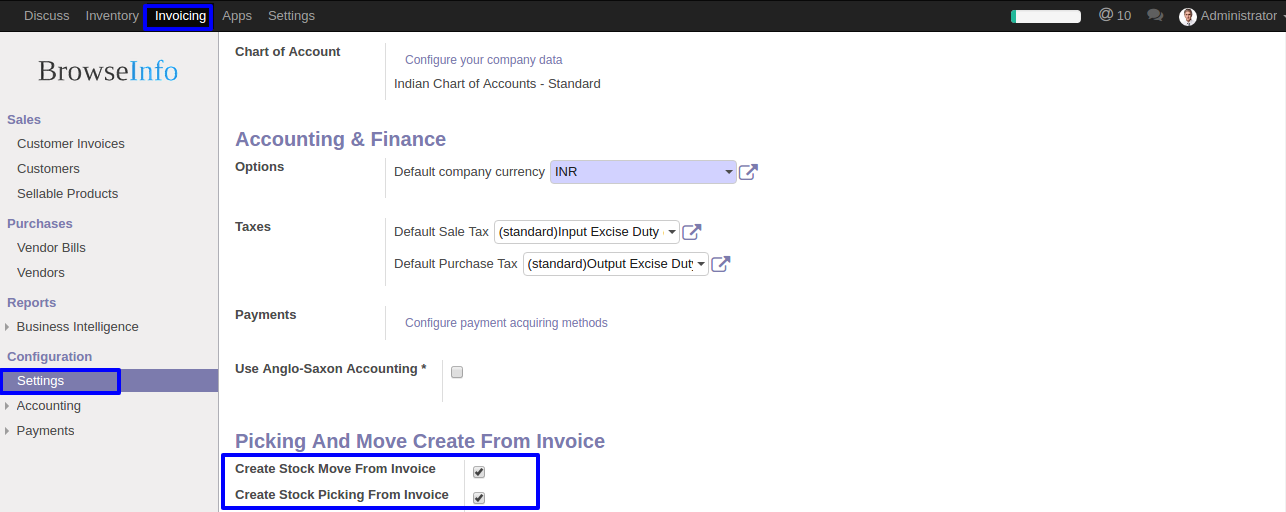 Discuss Inventory Invoicing Apps Settings @ 10 Administrator
BrowseInfo
Sales
Customer Invoices
Customers
Sellable Products
Purchases
Vendor Bills
Vendors
Reports
Business Intelligence
Configuration
Settings
Accounting
Payments
Chart of Account
Configure your company data
Indian Chart of Accounts - Standard
Accounting & Finance
Options
Default company currency INR
Taxes
Default Sale Tax (standard)Input Excise Duty
Default Purchase Tax (standard)Output Excise Duty
Payments
Configure payment acquiring methods
Use Anglo-Saxon Accounting *
Picking And Move Create From Invoice
Create Stock Move From Invoice
Create Stock Picking From Invoice